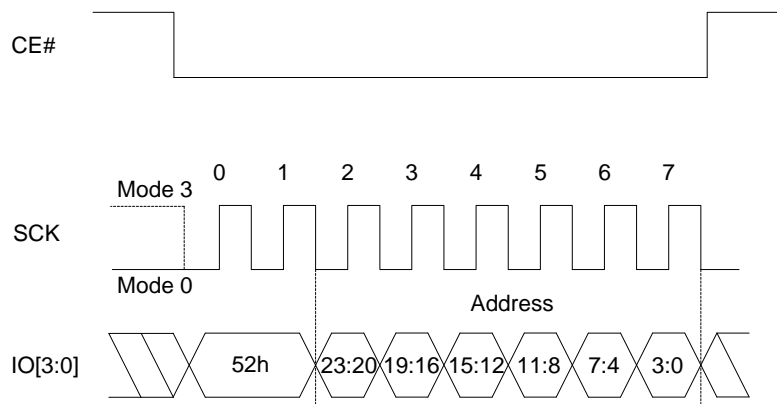 CE#
0 1 2 3 4 5 6 7
Mode 3
SCK
Mode 0
Address
IO[3:0]
52h 23:20 19:16 15:12 11:8 7:4 3:0